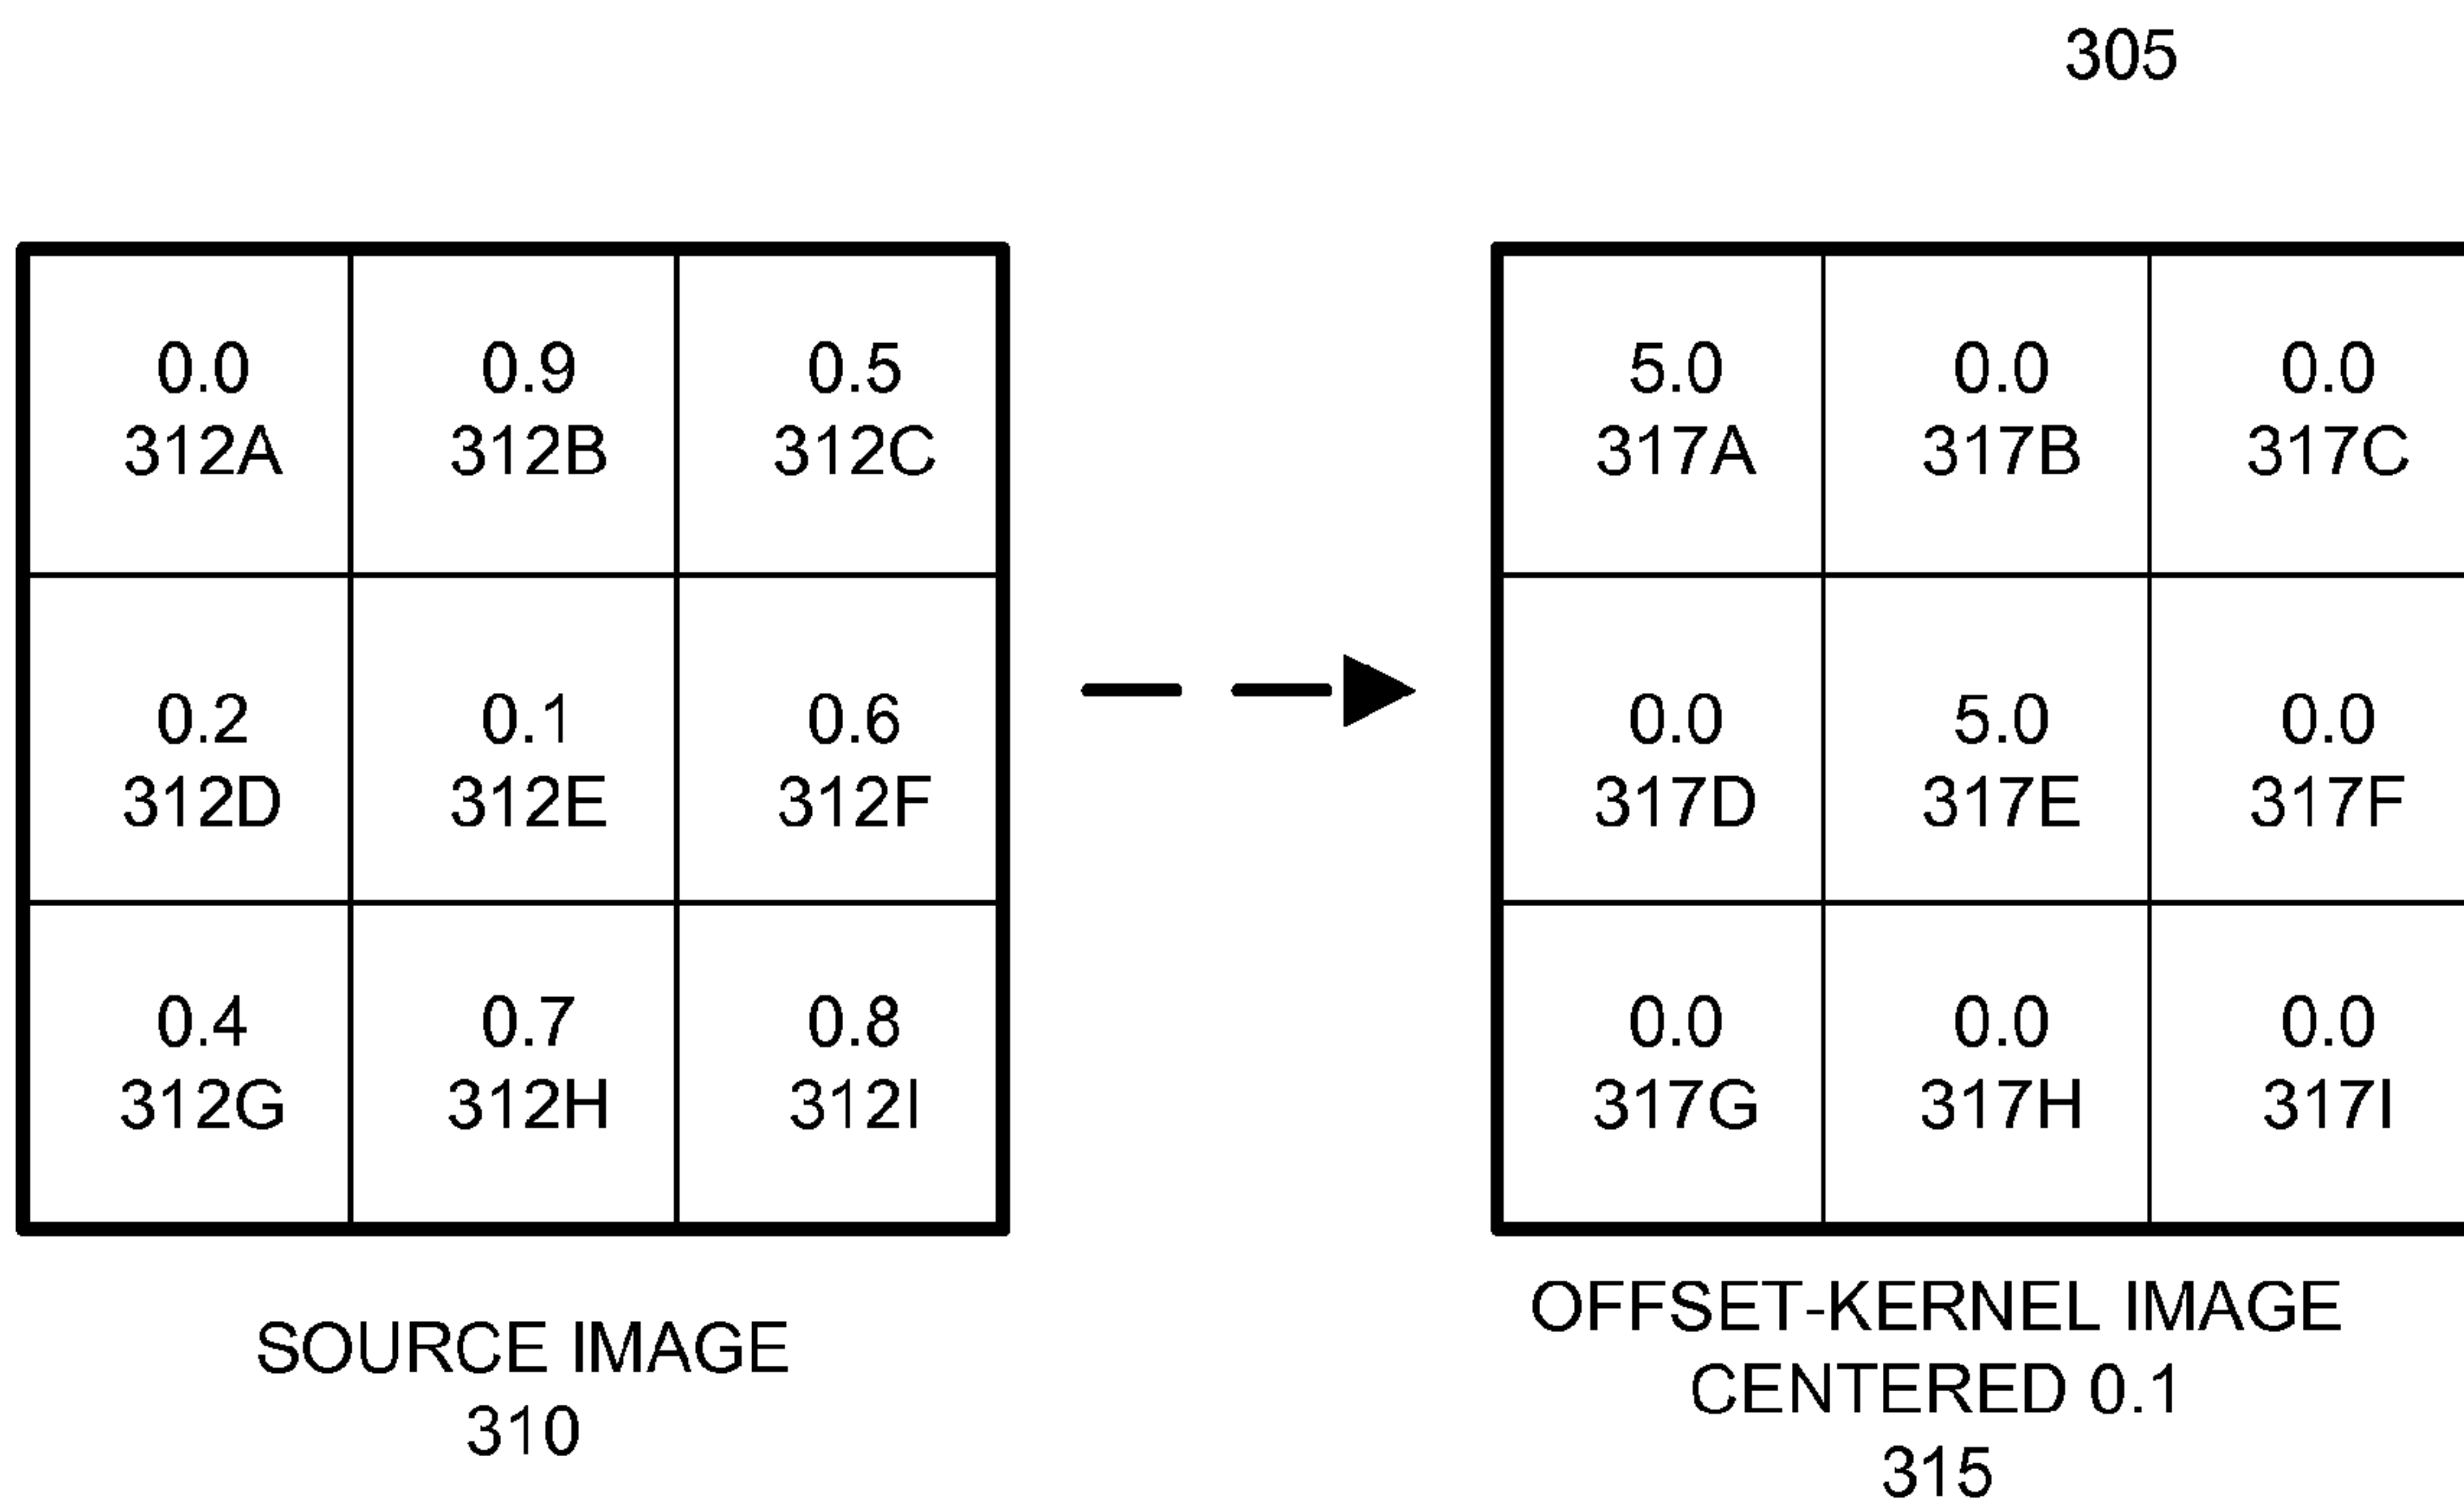 305
0.0 0.9 0.5
312A 312B 312C
0.2 0.1 0.6
312D 312E 312F
0.4 0.7 0.8
312G 312H 312I
SOURCE IMAGE
310
5.0 0.0 0.0
317A 317B 317C
0.0 5.0 0.0
317D 317E 317F
0.0 0.0 0.0
317G 317H 317I
OFFSET-KERNEL IMAGE
CENTERED 0.1
315